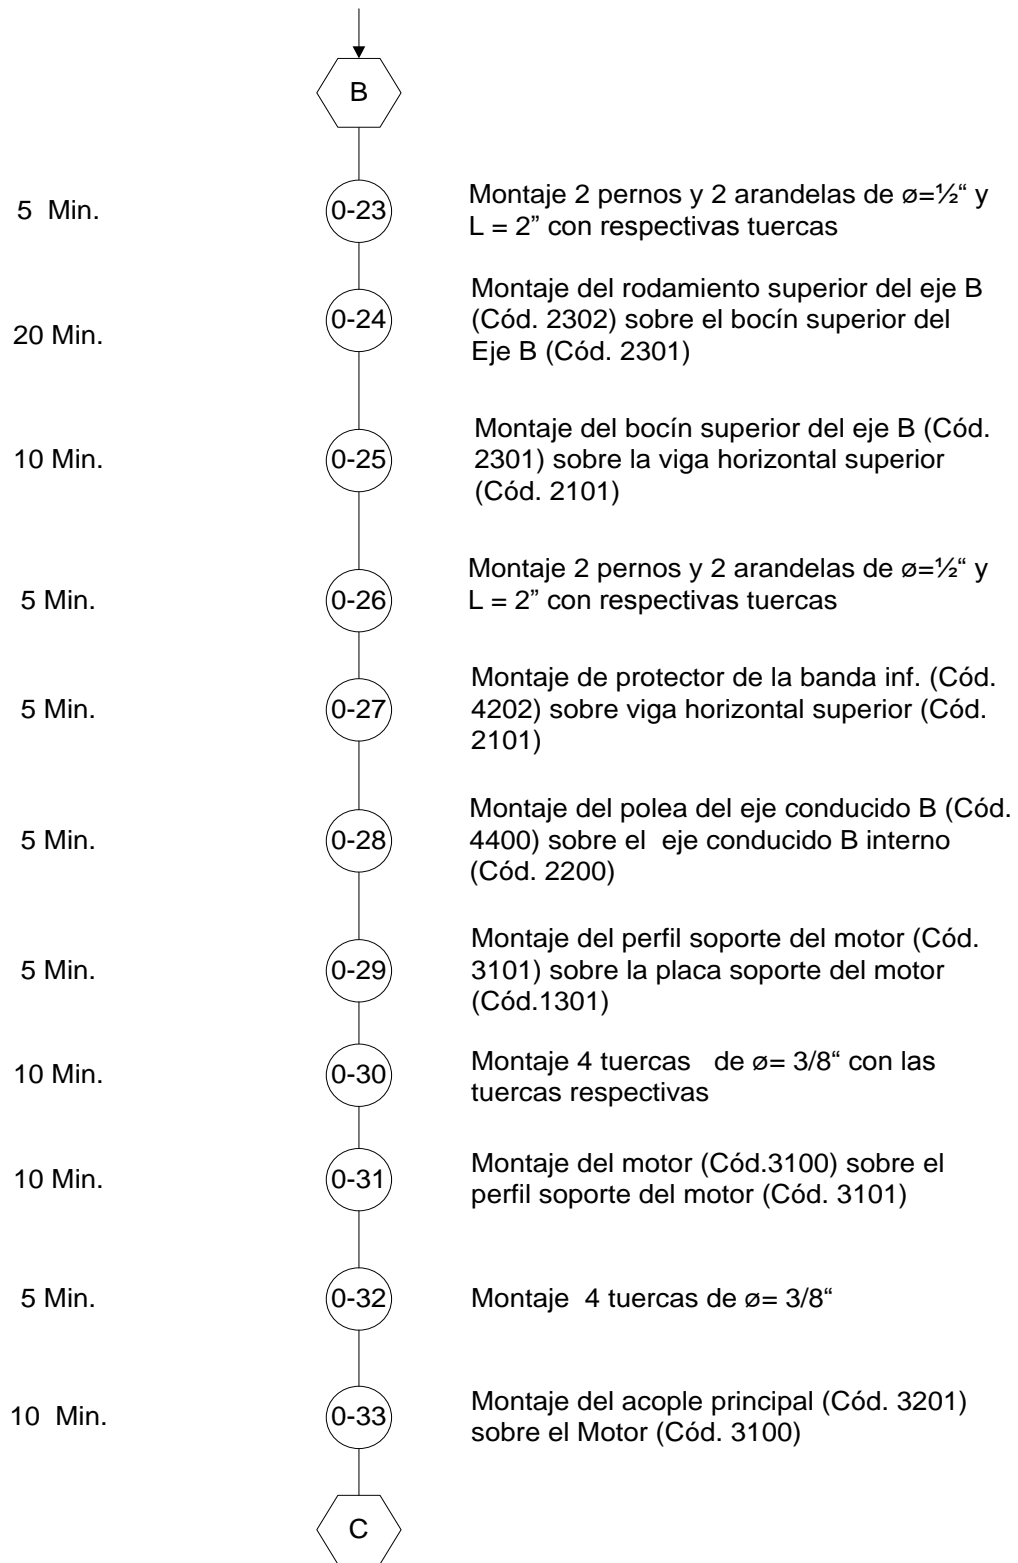 B
5 Min.
0-23
Montaje 2 pernos y 2 arandelas de ø=½“ y
L = 2” con respectivas tuercas
20 Min.
0-24
Montaje del rodamiento superior del eje B
(Cód. 2302) sobre el bocín superior del
Eje B (Cód. 2301)
10 Min.
0-25
Montaje del bocín superior del eje B (Cód.
2301) sobre la viga horizontal superior
(Cód. 2101)
5 Min.
0-26
Montaje 2 pernos y 2 arandelas de ø=½“ y
L = 2” con respectivas tuercas
5 Min.
0-27
Montaje de protector de la banda inf. (Cód.
4202) sobre viga horizontal superior (Cód.
2101)
5 Min.
0-28
Montaje del polea del eje conducido B (Cód.
4400) sobre el eje conducido B interno
(Cód. 2200)
5 Min.
0-29
Montaje del perfil soporte del motor (Cód.
3101) sobre la placa soporte del motor
(Cód.1301)
10 Min.
0-30
Montaje 4 tuercas de ø= 3/8“ con las
tuercas respectivas
10 Min.
0-31
Montaje del motor (Cód.3100) sobre el
perfil soporte del motor (Cód. 3101)
5 Min.
0-32
Montaje 4 tuercas de ø= 3/8“
10 Min.
0-33
Montaje del acople principal (Cód. 3201)
sobre el Motor (Cód. 3100)
C